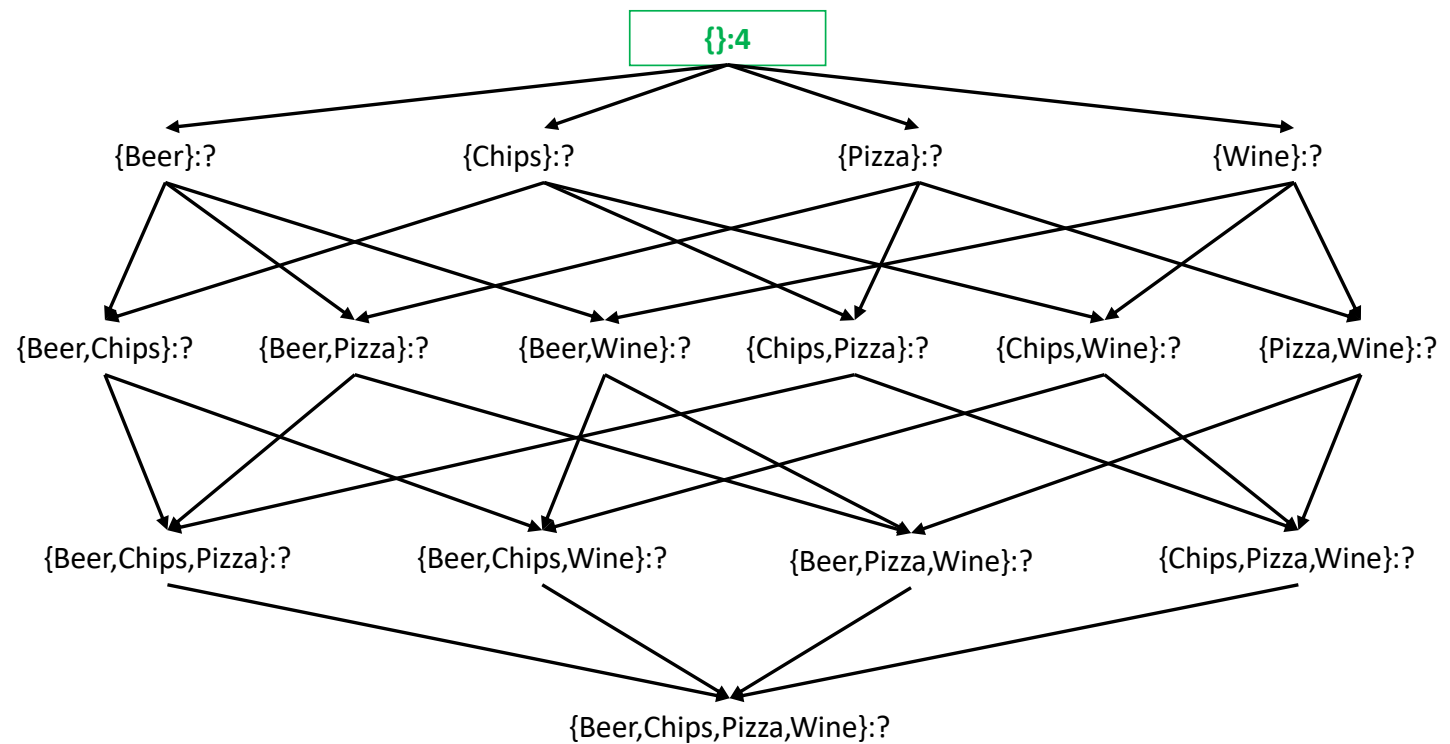 {}:4
{Beer}:? {Chips}:? {Pizza}:? {Wine}:?
{Beer,Chips}:? {Beer,Pizza}:? {Beer,Wine}:? {Chips,Pizza}:? {Chips,Wine}:? {Pizza,Wine}:?
{Beer,Chips,Pizza}:? {Beer,Chips,Wine}:? {Beer,Pizza,Wine}:? {Chips,Pizza,Wine}:?
{Beer,Chips,Pizza,Wine}:?